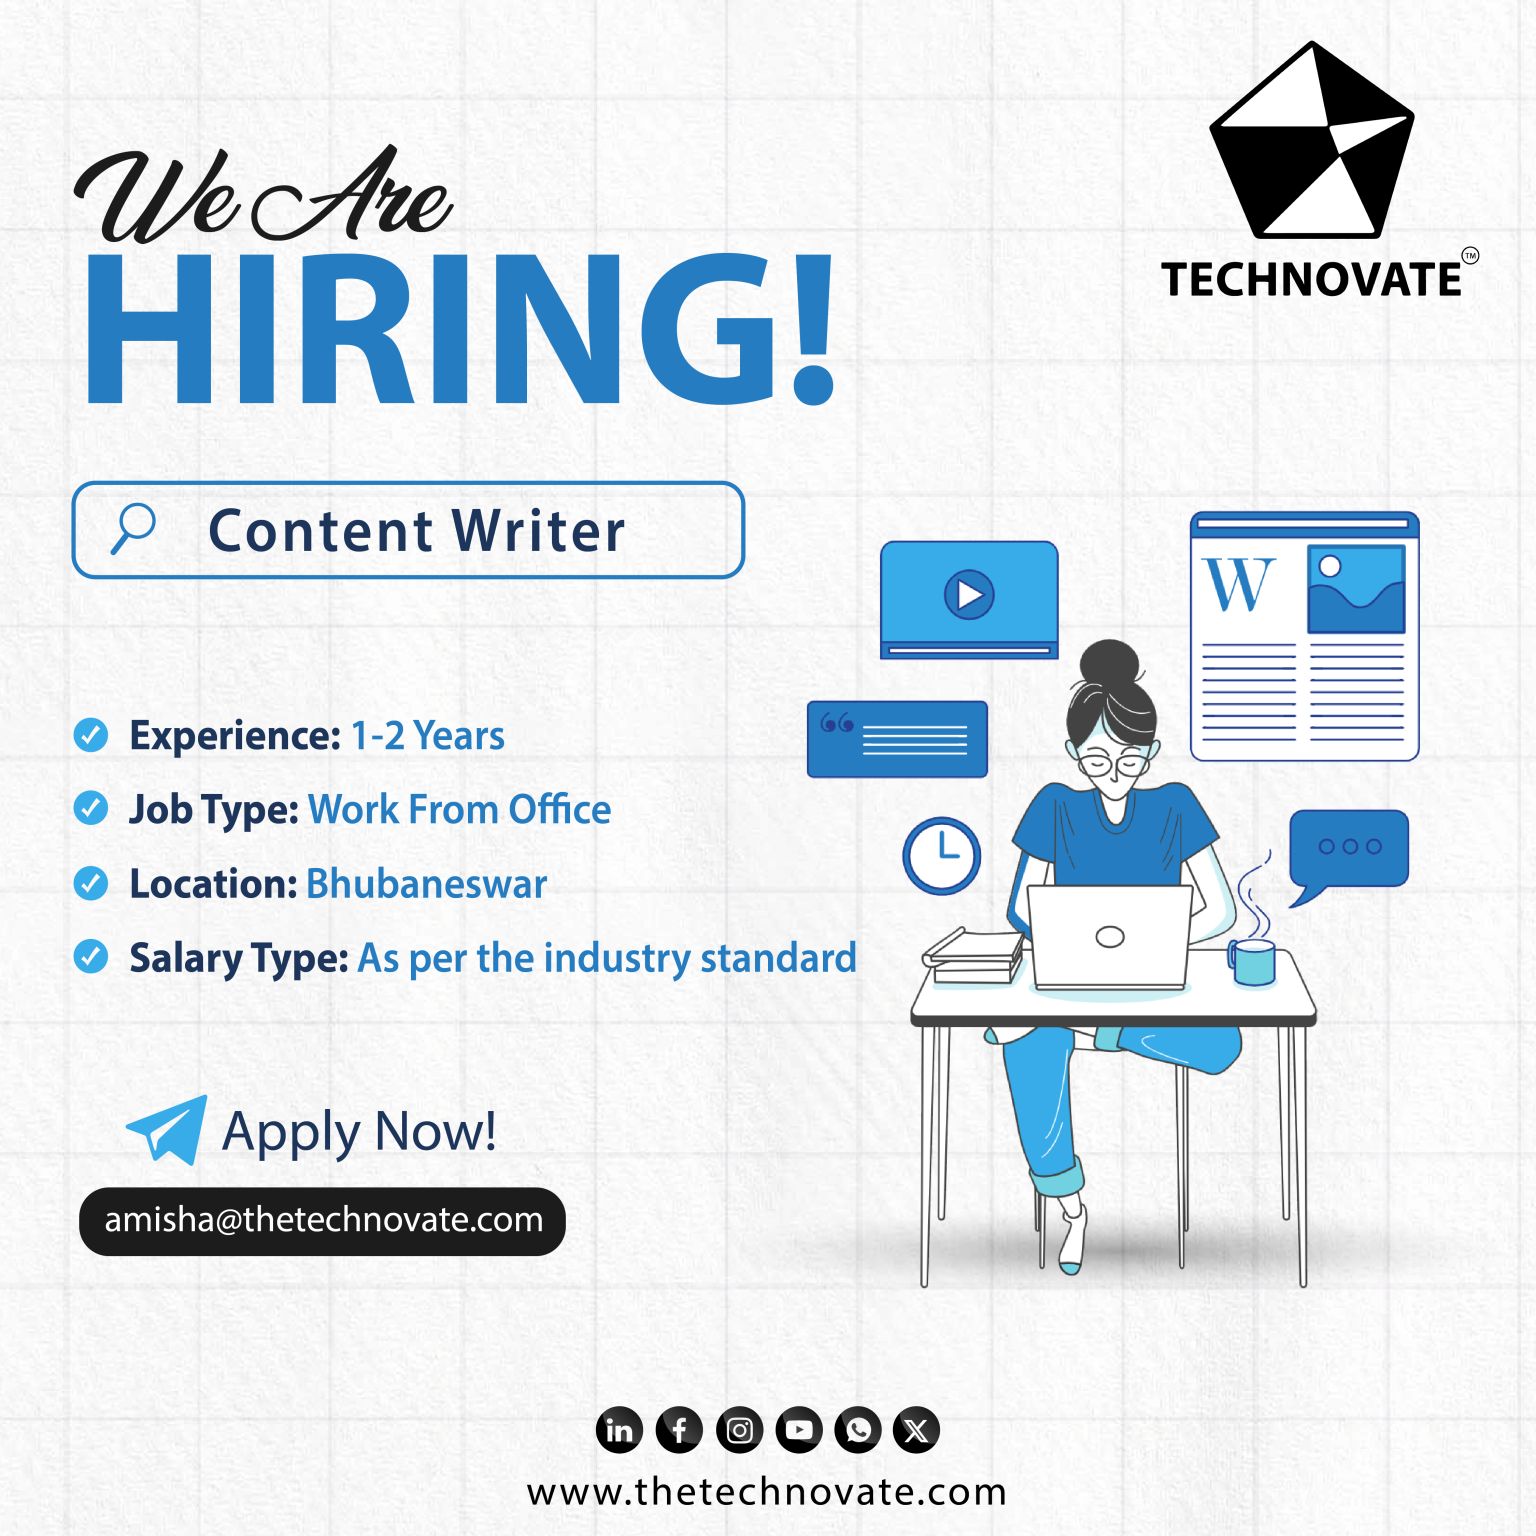 We Are
HIRING!
TECHNOVATE™
Content Writer
W
Experience: 1-2 Years
Job Type: Work From Office
Location: Bhubaneswar
Salary Type: As per the industry standard
Apply Now!
amisha@thetechnovate.com
www.thetechnovate.com